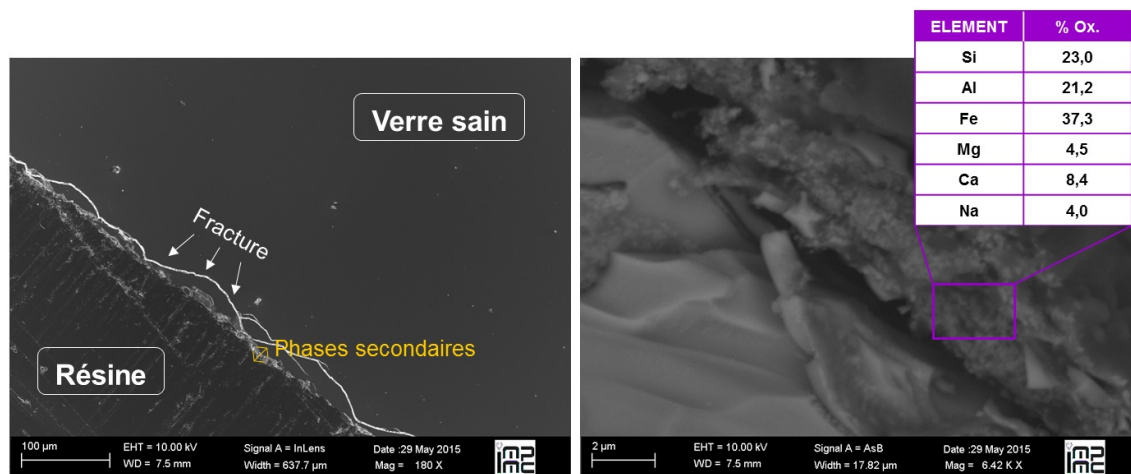 ELEMENT % Ox.
Si 23,0
Al 21,2
Fe 37,3
Mg 4,5
Ca 8,4
Na 4,0
Verre sain
Fracture
Phases secondaires
Résine
100 µm
EHT = 10.00 kV
WD = 7.5 mm
Signal A = InLens
Width = 637.7 µm
Date :29 May 2015
Mag = 180 X
2 µm
EHT = 10.00 kV
WD = 7.5 mm
Signal A = AsB
Width = 17.82 µm
Date :29 May 2015
Mag = 6.42 K X